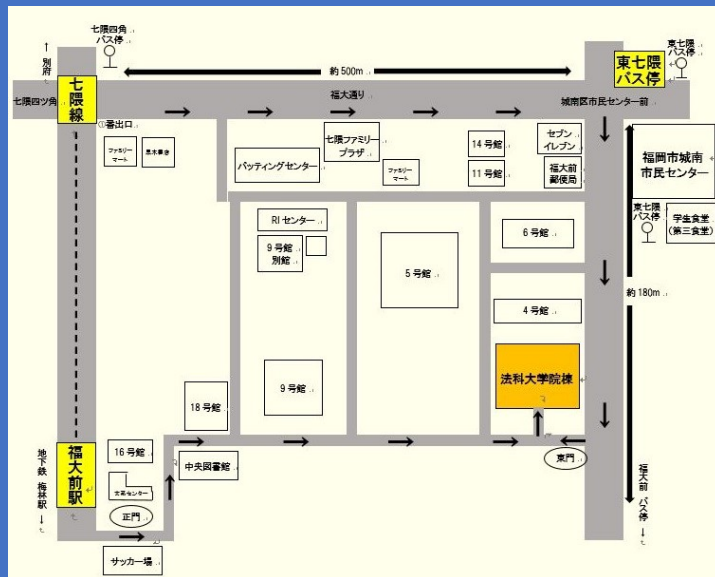 七隈四角
バス停
↑
別府
約500m
東七隈
バス停
東七隈
バス停
七隈四ツ角
七隈線
福大通り
城南区市民センター前
①番出口
ファミリー
マート
七隈ファミリー
プラザ
バッティングセンター
ファミリー
マート
14号館
11号館
セブン
イレブン
福大前
郵便局
福岡市城南
市民センター
東七隈
バス停
学生食堂
(第三食堂)
RIセンター
9号館
別館
5号館
6号館
4号館
約180m
法科大学院棟
9号館
18号館
16号館
中央図書館
東門
福大前駅
地下鉄 梅林駅
↓
正門
サッカー場
福大前 バス停
↓